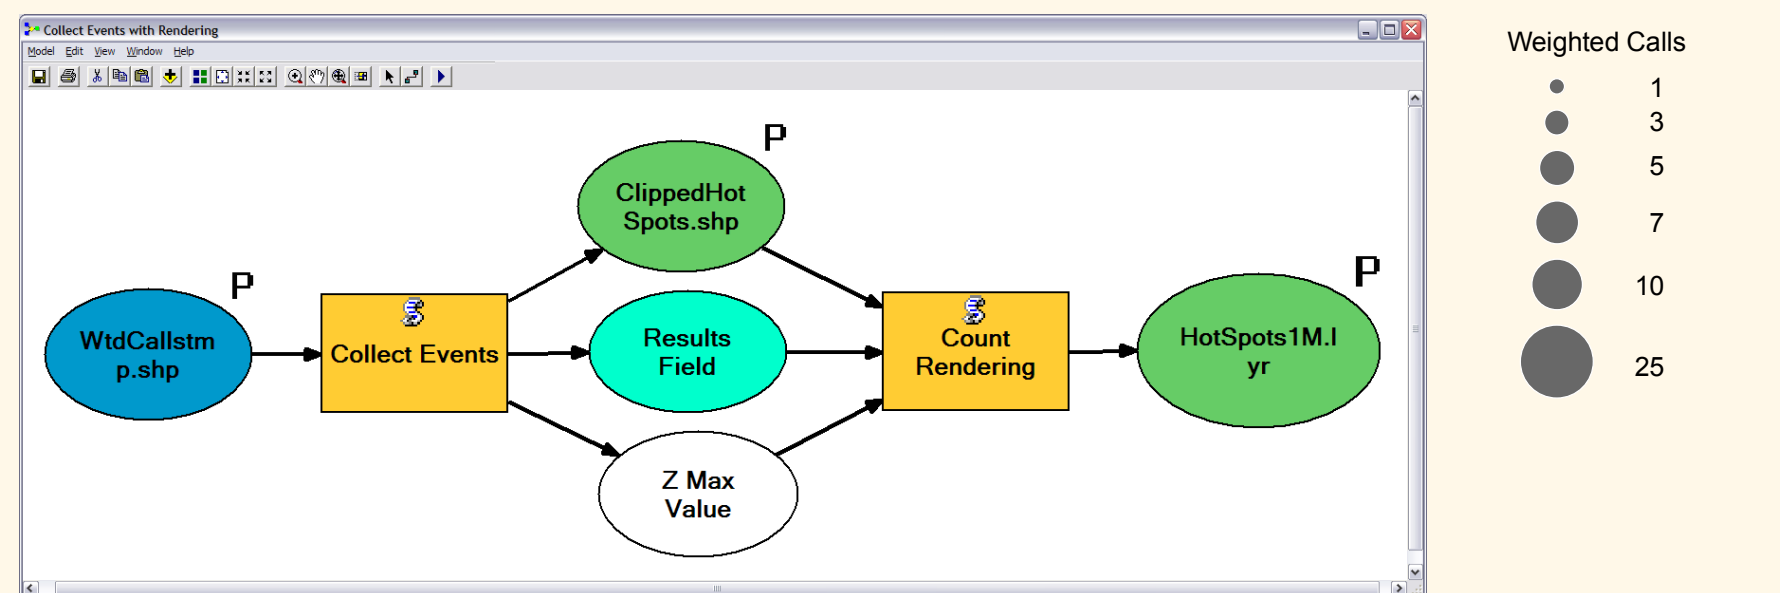 Collect Events with Rendering
Model Edit View Window Help
P
ClippedHot
Spots.shp
P
WtdCallstm
p.shp
Collect Events
Results
Field
Z Max
Value
Count
Rendering
P
HotSpots1M.l
yr
Weighted Calls
1
3
5
7
10
25